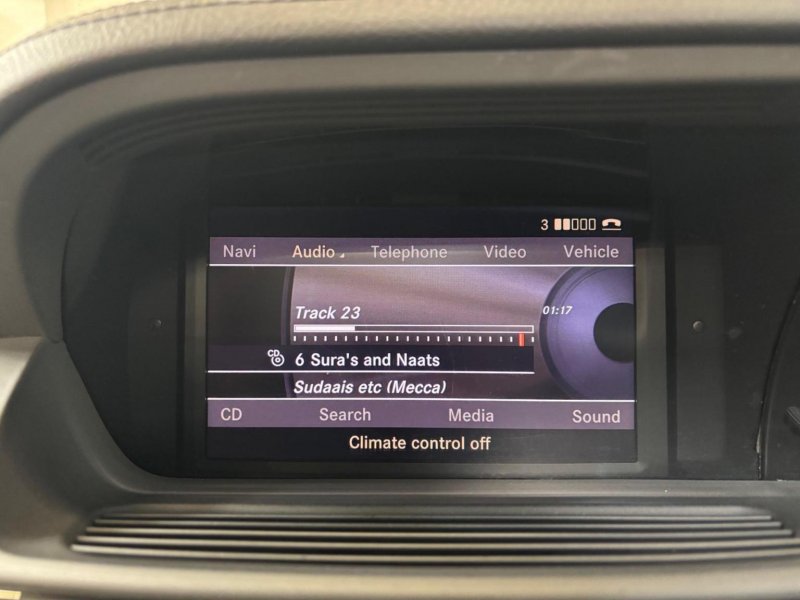 3
Navi Audio Telephone Video Vehicle
Track 23 01:17
CD 6 Sura's and Naats
Sudaais etc (Mecca)
CD Search Media Sound
Climate control off